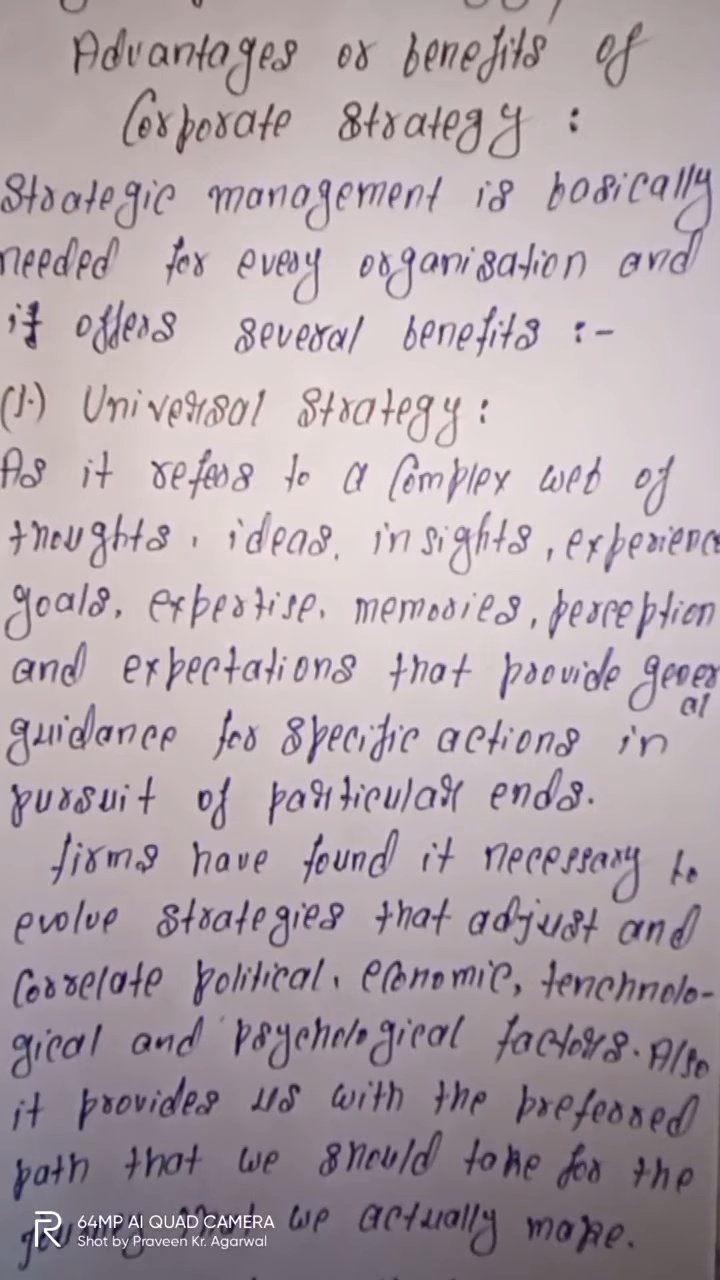 Advantages or benefits of
Corporate Strategy :
Strategic management is basically
needed for every organisation and
it offers several benefits :-
(1.) Universal Strategy :
As it refers to a Complex web of
thoughts, ideas, insights, experience
goals, expertise, memories, perception
and expectations that provide gener
al
guidance for specific actions in
pursuit of particular ends.
firms have found it necessary to
evolve strategies that adjust and
Correlate political, economic, tenchnolo-
gical and psychological factors. Also
it provides us with the preferred
path that we should take for the
we actually make.
64MP AI QUAD CAMERA
Shot by Praveen Kr. Agarwal